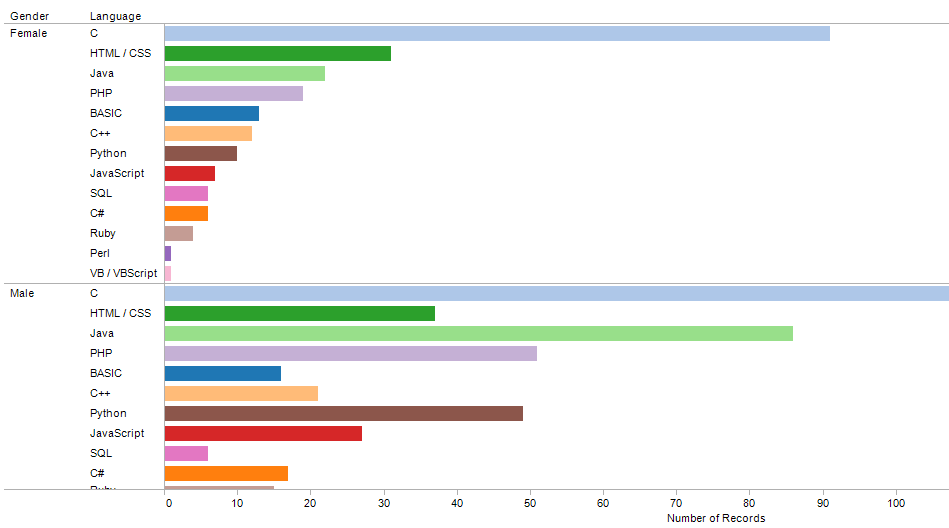 Gender Language
Female C
HTML / CSS
Java
PHP
BASIC
C++
Python
JavaScript
SQL
C#
Ruby
Perl
VB / VBScript
Male C
HTML / CSS
Java
PHP
BASIC
C++
Python
JavaScript
SQL
C#
Ruby
0 10 20 30 40 50 60 70 80 90 100
Number of Records